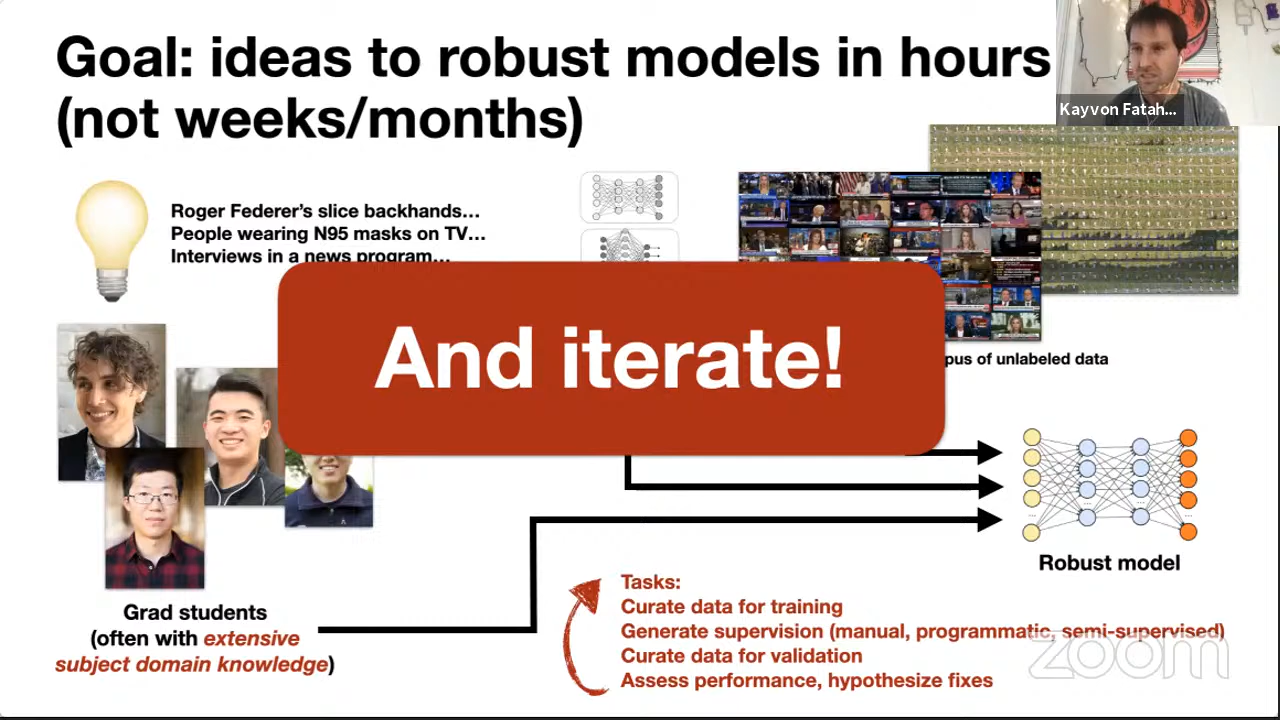 Goal: ideas to robust models in hours
(not weeks/months)
Kayvon Fatah...
Roger Federer's slice backhands...
People wearing N95 masks on TV...
Interviews in a news program...
And iterate!
pus of unlabeled data
Robust model
Grad students
(often with extensive
subject domain knowledge)
Tasks:
Curate data for training
Generate supervision (manual, programmatic, semi-supervised)
Curate data for validation
Assess performance, hypothesize fixes
zoom